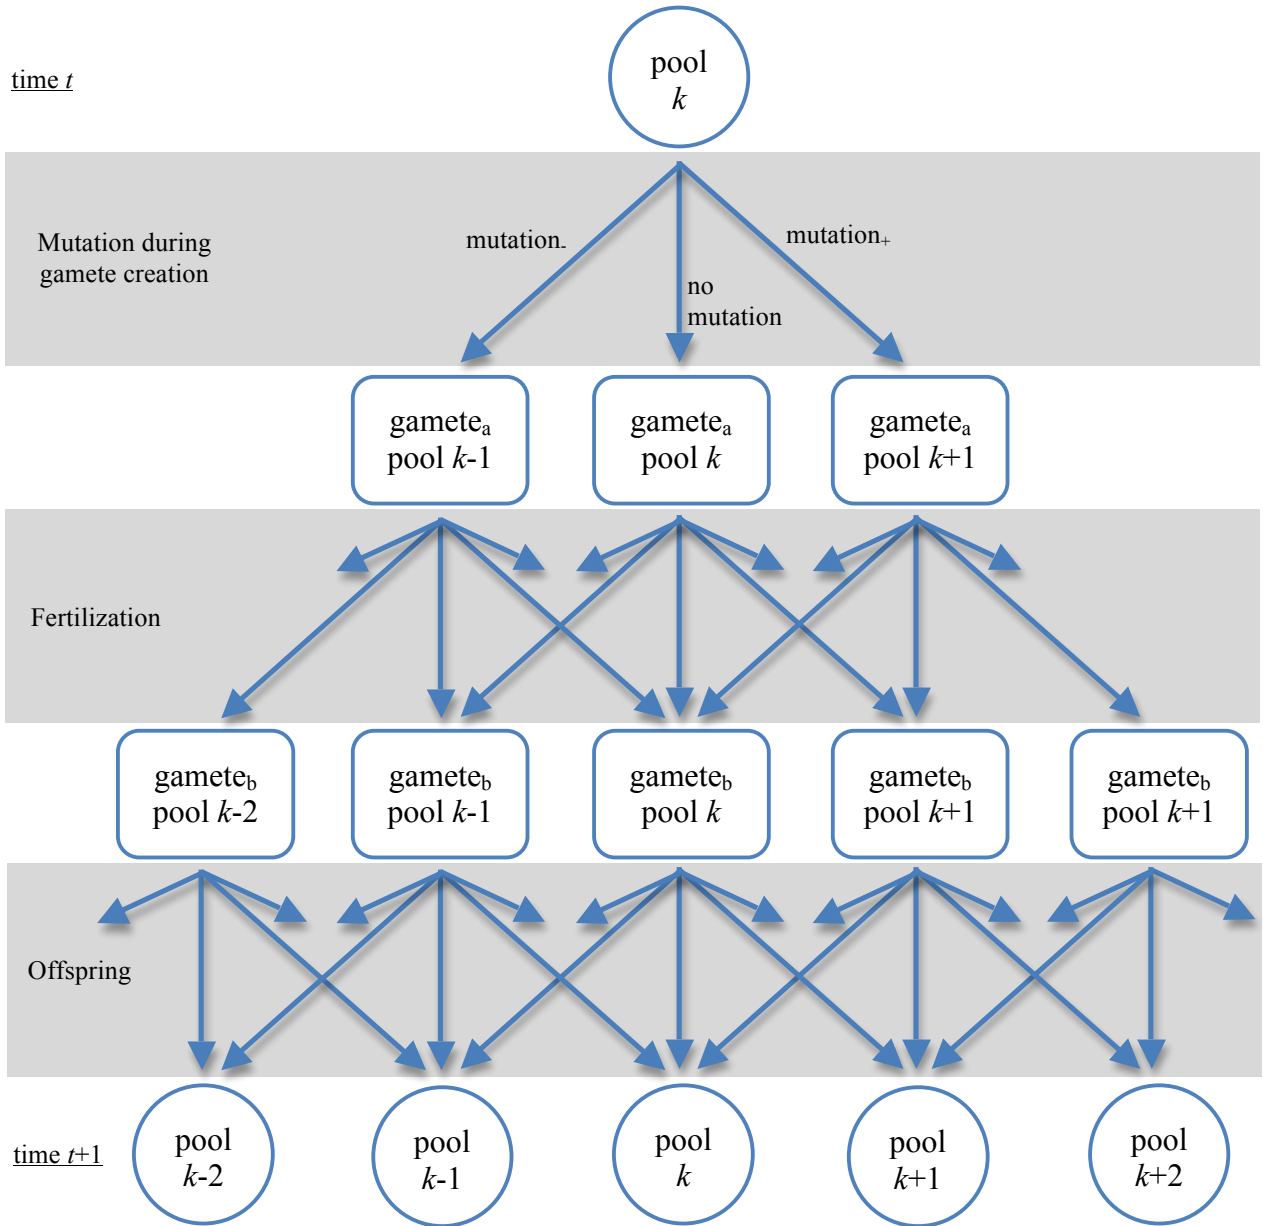 time t
pool
k
Mutation during
gamete creation
mutation-
no
mutation
mutation+
gametea
pool k-1
gametea
pool k
gametea
pool k+1
Fertilization
gameteb
pool k-2
gameteb
pool k-1
gameteb
pool k
gameteb
pool k+1
gameteb
pool k+1
Offspring
time t+1
pool
k-2
pool
k-1
pool
k
pool
k+1
pool
k+2